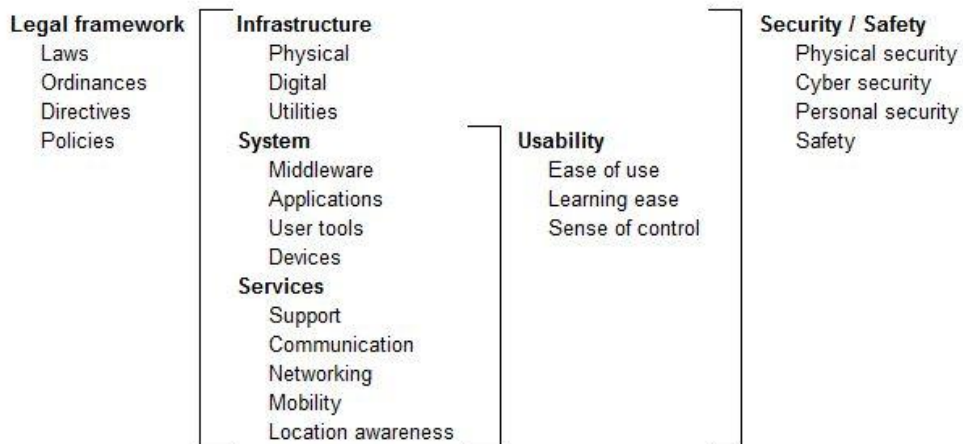 Legal framework
Laws
Ordinances
Directives
Policies
Infrastructure
Physical
Digital
Utilities
System
Middleware
Applications
User tools
Devices
Services
Support
Communication
Networking
Mobility
Location awareness
Usability
Ease of use
Learning ease
Sense of control
Security / Safety
Physical security
Cyber security
Personal security
Safety